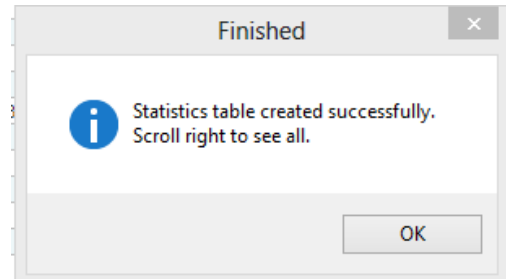 Finished
Statistics table created successfully.
Scroll right to see all.
OK